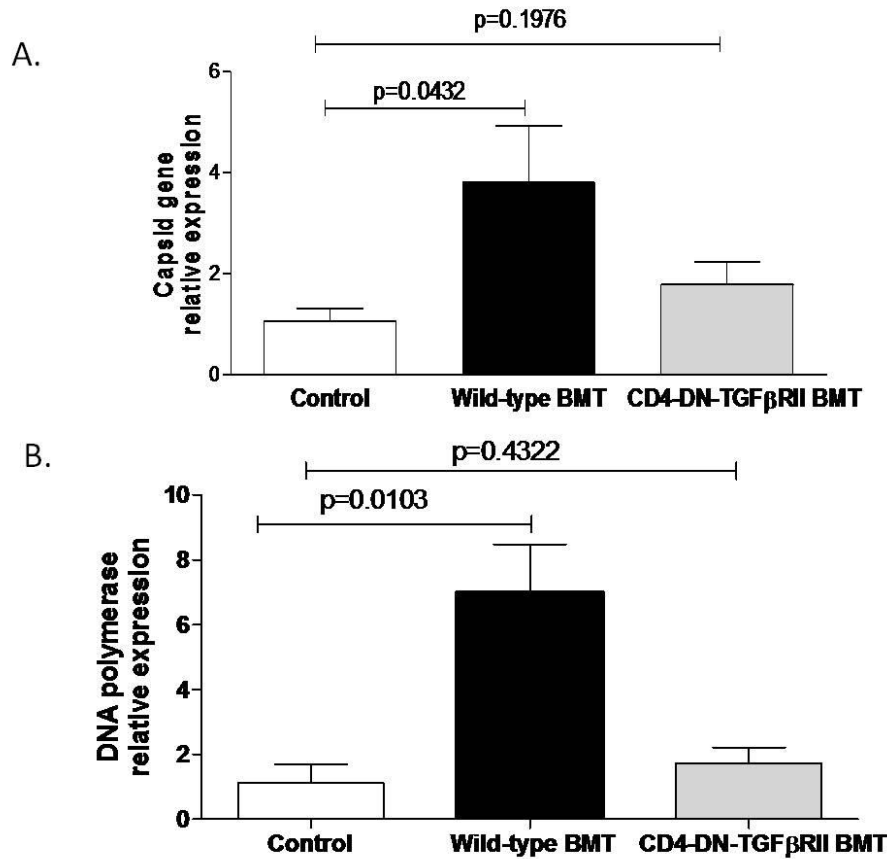 A.
p=0.1976
p=0.0432
Capsid gene
relative expression
6
4
2
0
Control Wild-type BMT CD4-DN-TGFβRII BMT
B.
p=0.4322
p=0.0103
DNA polymerase
relative expression
10
8
6
4
2
0
Control Wild-type BMT CD4-DN-TGFβRII BMT